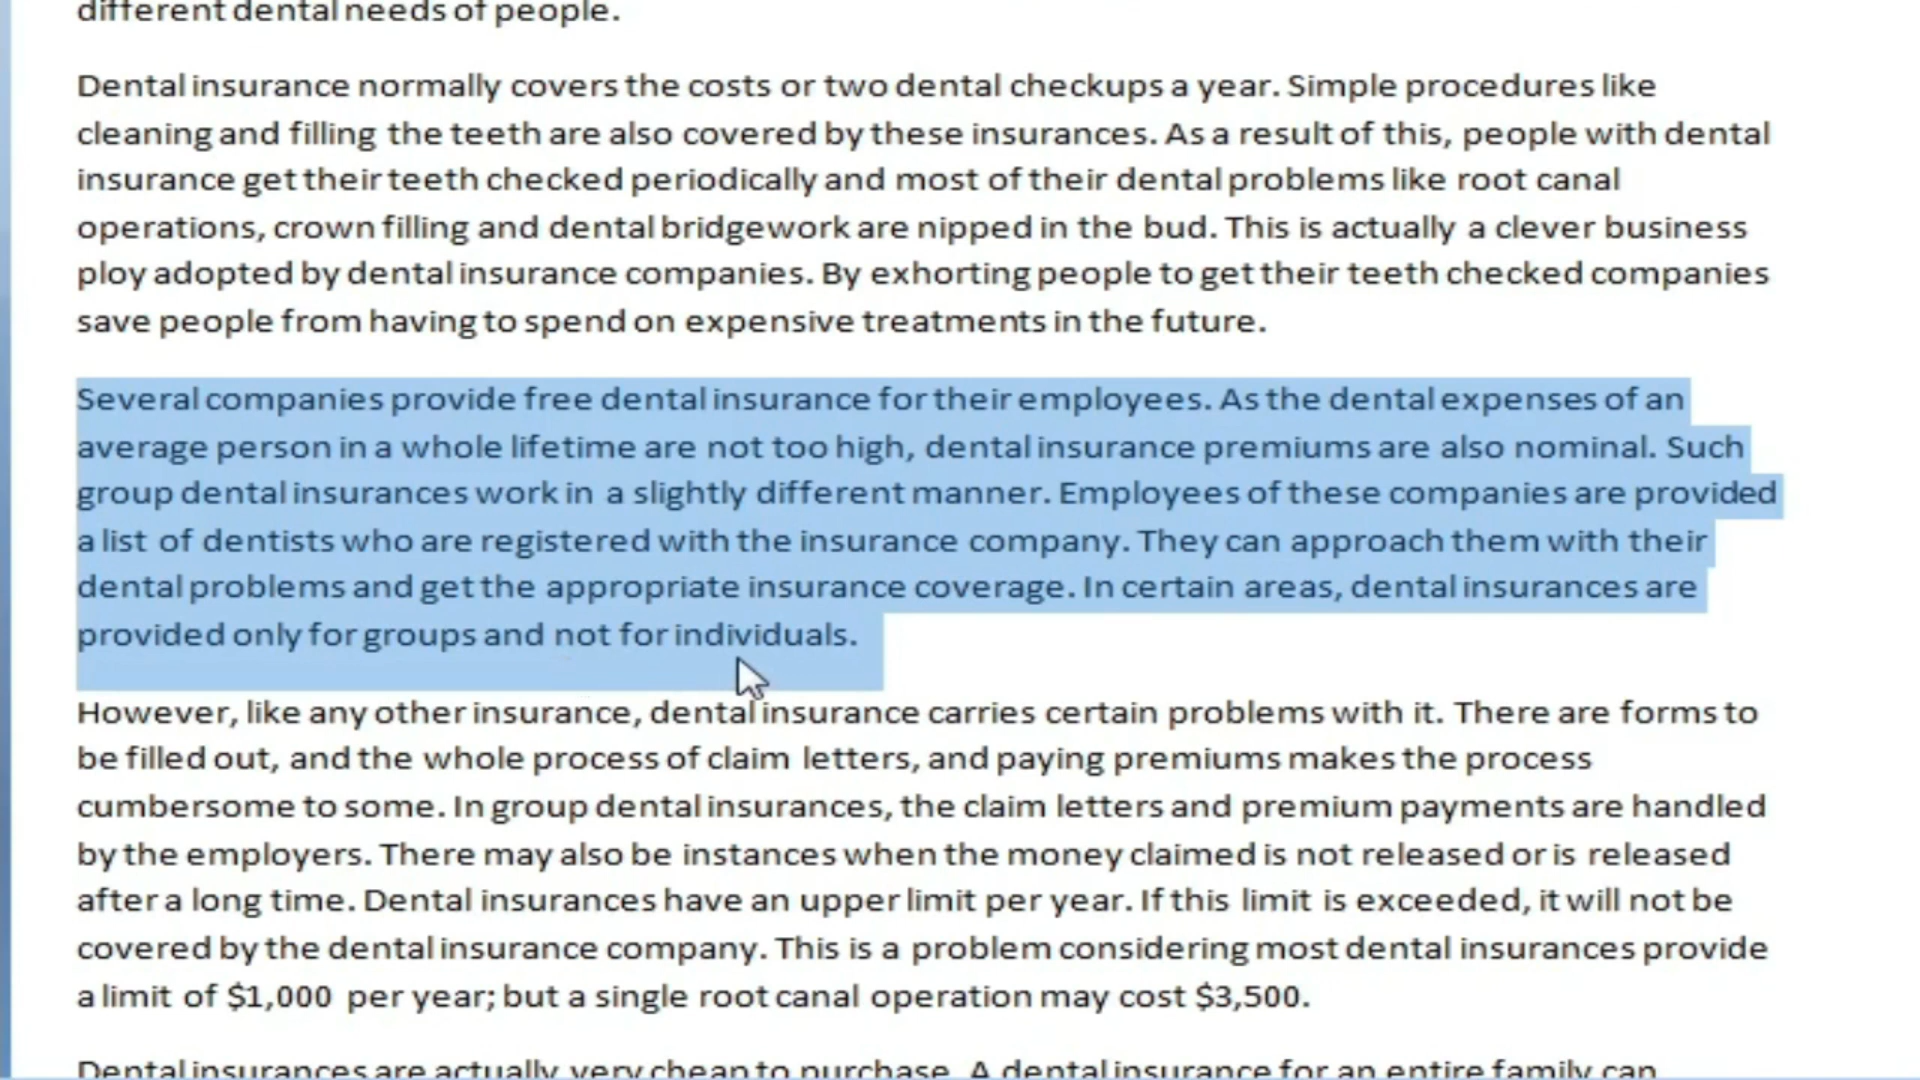 different dental needs of people.
Dental insurance normally covers the costs or two dental checkups a year. Simple procedures like
cleaning and filling the teeth are also covered by these insurances. As a result of this, people with dental
insurance get their teeth checked periodically and most of their dental problems like root canal
operations, crown filling and dental bridgework are nipped in the bud. This is actually a clever business
ploy adopted by dental insurance companies. By exhorting people to get their teeth checked companies
save people from having to spend on expensive treatments in the future.
Several companies provide free dental insurance for their employees. As the dental expenses of an
average person in a whole lifetime are not too high, dental insurance premiums are also nominal. Such
group dental insurances work in a slightly different manner. Employees of these companies are provided
a list of dentists who are registered with the insurance company. They can approach them with their
dental problems and get the appropriate insurance coverage. In certain areas, dental insurances are
provided only for groups and not for individuals.
However, like any other insurance, dental insurance carries certain problems with it. There are forms to
be filled out, and the whole process of claim letters, and paying premiums makes the process
cumbersome to some. In group dental insurances, the claim letters and premium payments are handled
by the employers. There may also be instances when the money claimed is not released or is released
after a long time. Dental insurances have an upper limit per year. If this limit is exceeded, it will not be
covered by the dental insurance company. This is a problem considering most dental insurances provide
a limit of $1,000 per year; but a single root canal operation may cost $3,500.
Dental insurances are actually very cheap to purchase. A dental insurance for an entire family can